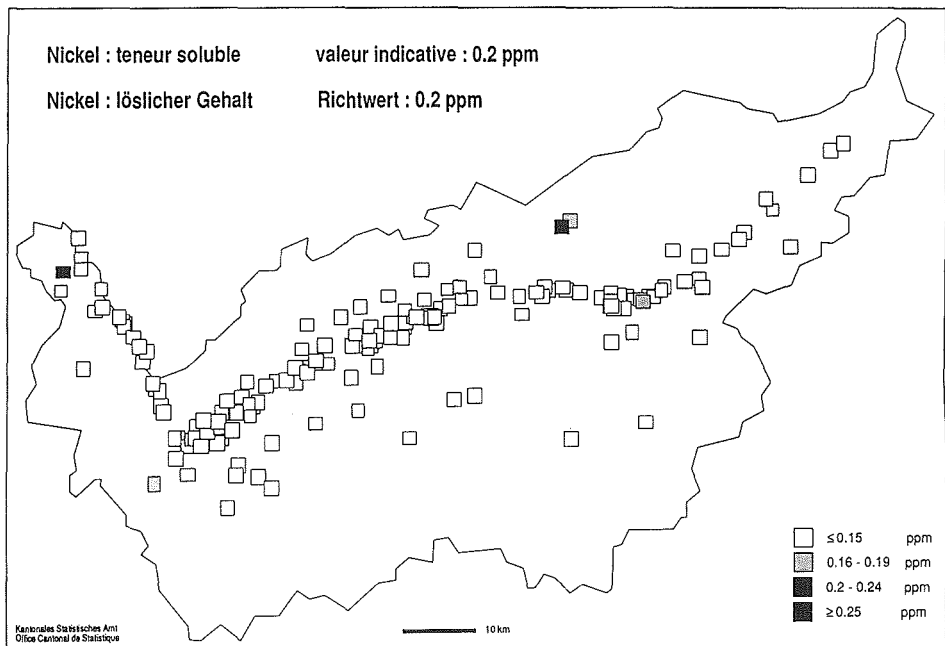 Nickel : teneur soluble valeur indicative : 0.2 ppm
Nickel : löslicher Gehalt Richtwert : 0.2 ppm
≤0.15 ppm
0.16 - 0.19 ppm
0.2 - 0.24 ppm
≥0.25 ppm
Kantonales Statistisches Amt
Office Cantonal de Statistique
10 km